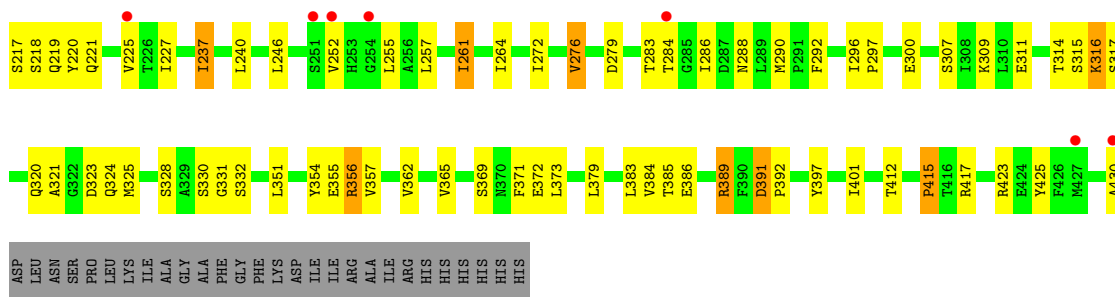 S217 S218 Q219 Y220 Q221 V225 T226 I227 I237 L240 L246 S251 V252 H253 G254 L255 A256 L257 I261 I264 I272 V276 D279 T283 T284 G285 I286 D287 N288 L289 M290 P291 F292 I296 P297 E300 S307 I308 K309 L310 E311 T314 S315 K316 S317
Q320 A321 G322 D323 Q324 M325 S328 A329 S330 G331 S332 L351 Y354 E355 R356 V357 V362 V365 S369 N370 F371 E372 L373 L379 L383 V384 T385 E386 R389 F390 D391 P392 Y397 I401 T412 P415 T416 R417 R423 E424 Y425 F426 M427 A430
ASP LEU ASN SER PRO LEU LYS ILE ALA GLY ALA PHE GLY PHE LYS ASP ILE ILE ARG ALA ILE ARG HIS HIS HIS HIS HIS HIS